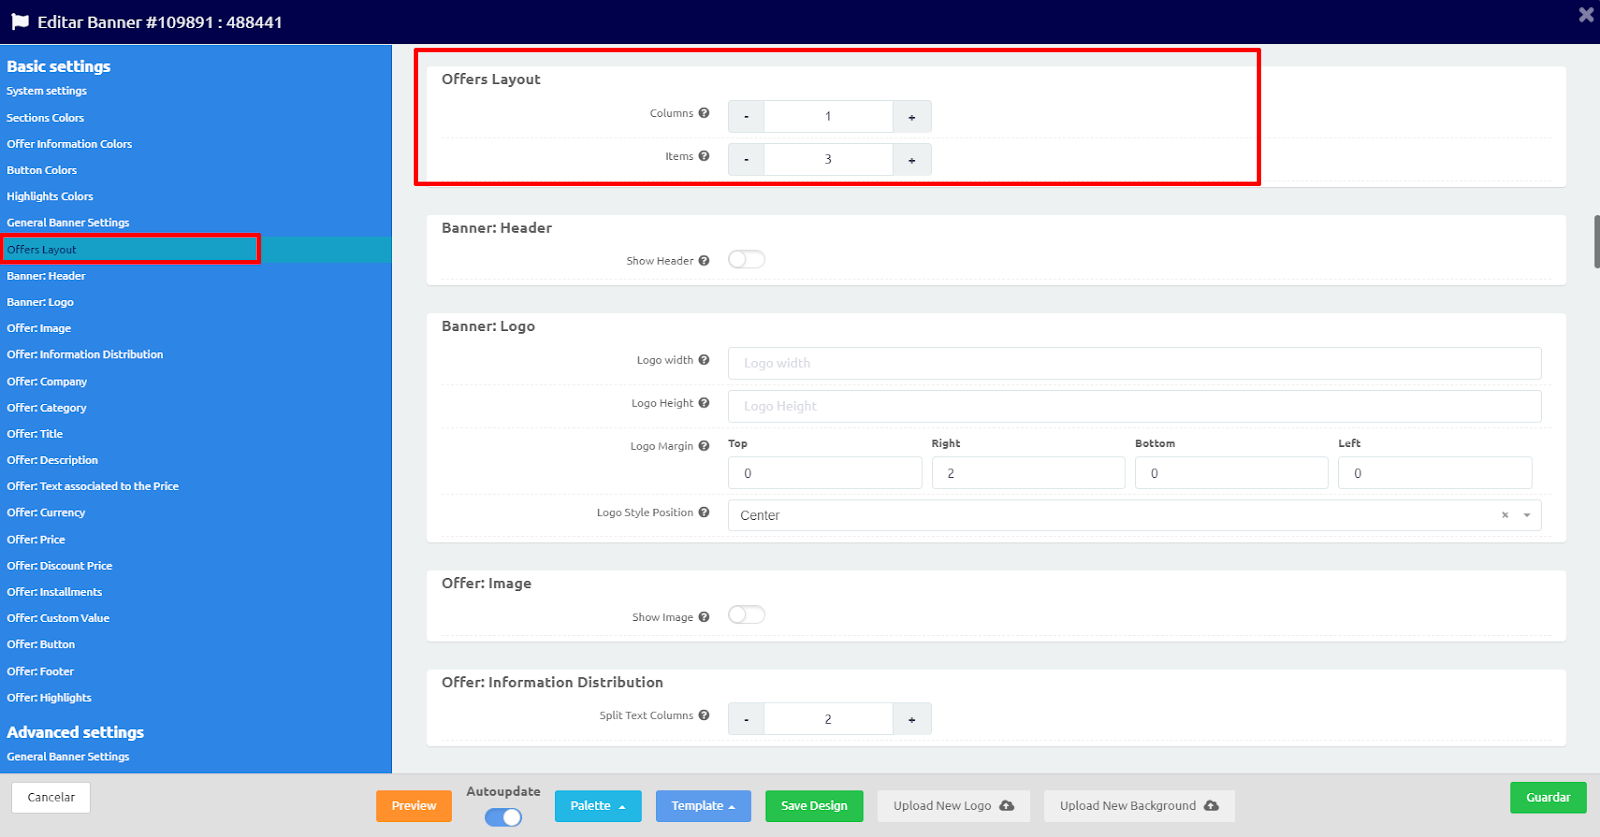 Editar Banner #109891 : 488441
Basic settings
System settings
Sections Colors
Offer Information Colors
Button Colors
Highlights Colors
General Banner Settings
Offers Layout
Banner: Header
Banner: Logo
Offer: Image
Offer: Information Distribution
Offer: Company
Offer: Category
Offer: Title
Offer: Description
Offer: Text associated to the Price
Offer: Currency
Offer: Price
Offer: Discount Price
Offer: Installments
Offer: Custom Value
Offer: Button
Offer: Footer
Offer: Highlights
Advanced settings
General Banner Settings
Offers Layout
Columns - 1 +
Items - 3 +
Banner: Header
Show Header
Banner: Logo
Logo width Logo width
Logo Height Logo Height
Logo Margin Top Right Bottom Left
0 2 0 0
Logo Style Position Center × 
Offer: Image
Show Image
Offer: Information Distribution
Split Text Columns - 2 +
Cancelar Preview Autoupdate Palette Template Save Design Upload New Logo Upload New Background Guardar